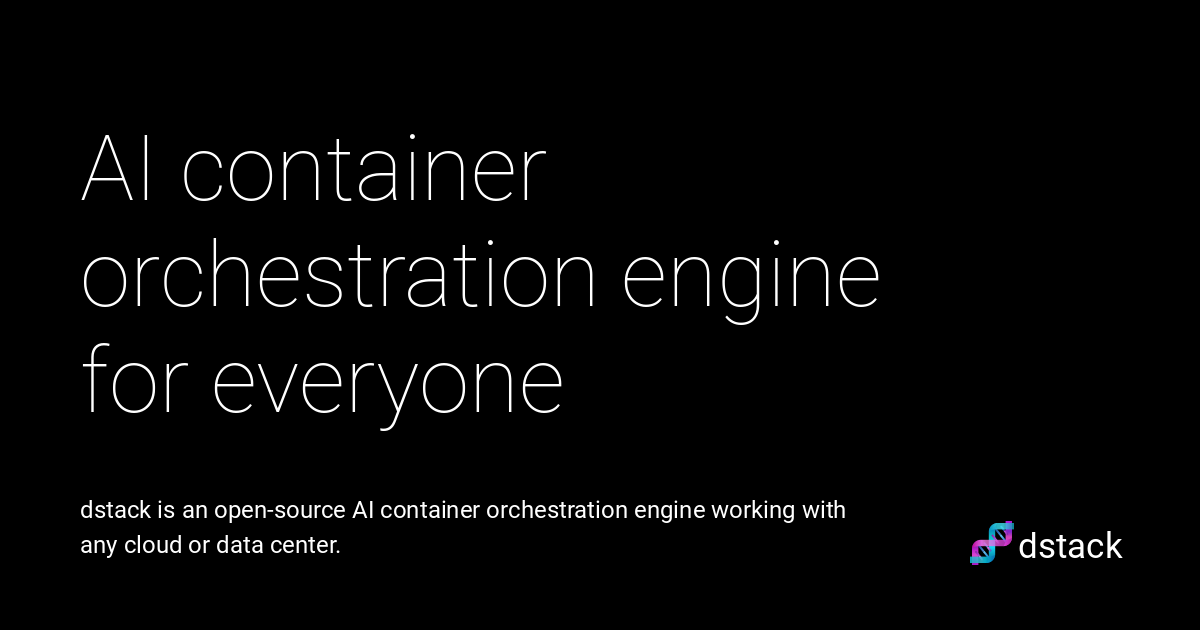 AI container
orchestration engine
for everyone
dstack is an open-source AI container orchestration engine working with
any cloud or data center.
dstack